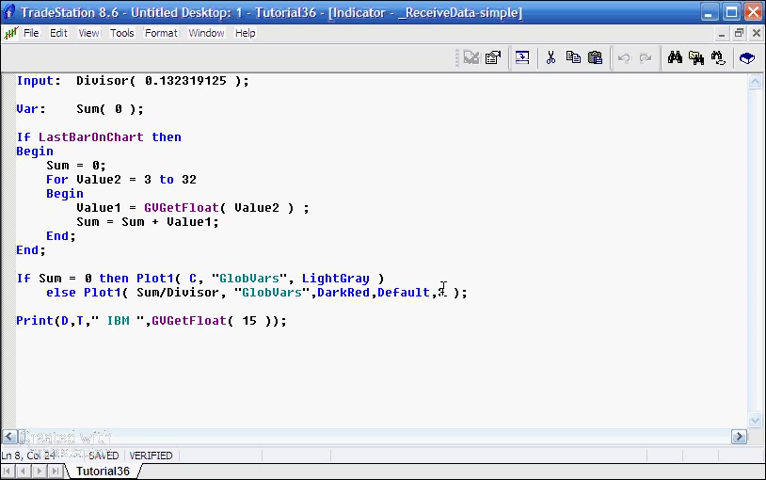 TradeStation 8.6 - Untitled Desktop: 1 - Tutorial36 - [Indicator - _ReceiveData-simple]
File Edit View Tools Format Window Help
Input: Divisor( 0.132319125 );
Var: Sum( 0 );
If LastBarOnChart then
Begin
Sum = 0;
For Value2 = 3 to 32
Begin
Value1 = GVGetFloat( Value2 ) ;
Sum = Sum + Value1;
End;
End;
If Sum = 0 then Plot1( C, "GlobVars", LightGray )
else Plot1( Sum/Divisor, "GlobVars",DarkRed,Default, );
Print(D,T," IBM ",GVGetFloat( 15 ));
Created with
Ln 8, Col 24 SAVED VERIFIED
Tutorial36